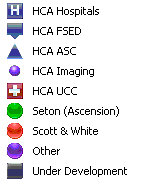 H HCA Hospitals
HCA FSED
HCA ASC
HCA Imaging
HCA UCC
Seton (Ascension)
Scott & White
Other
Under Development